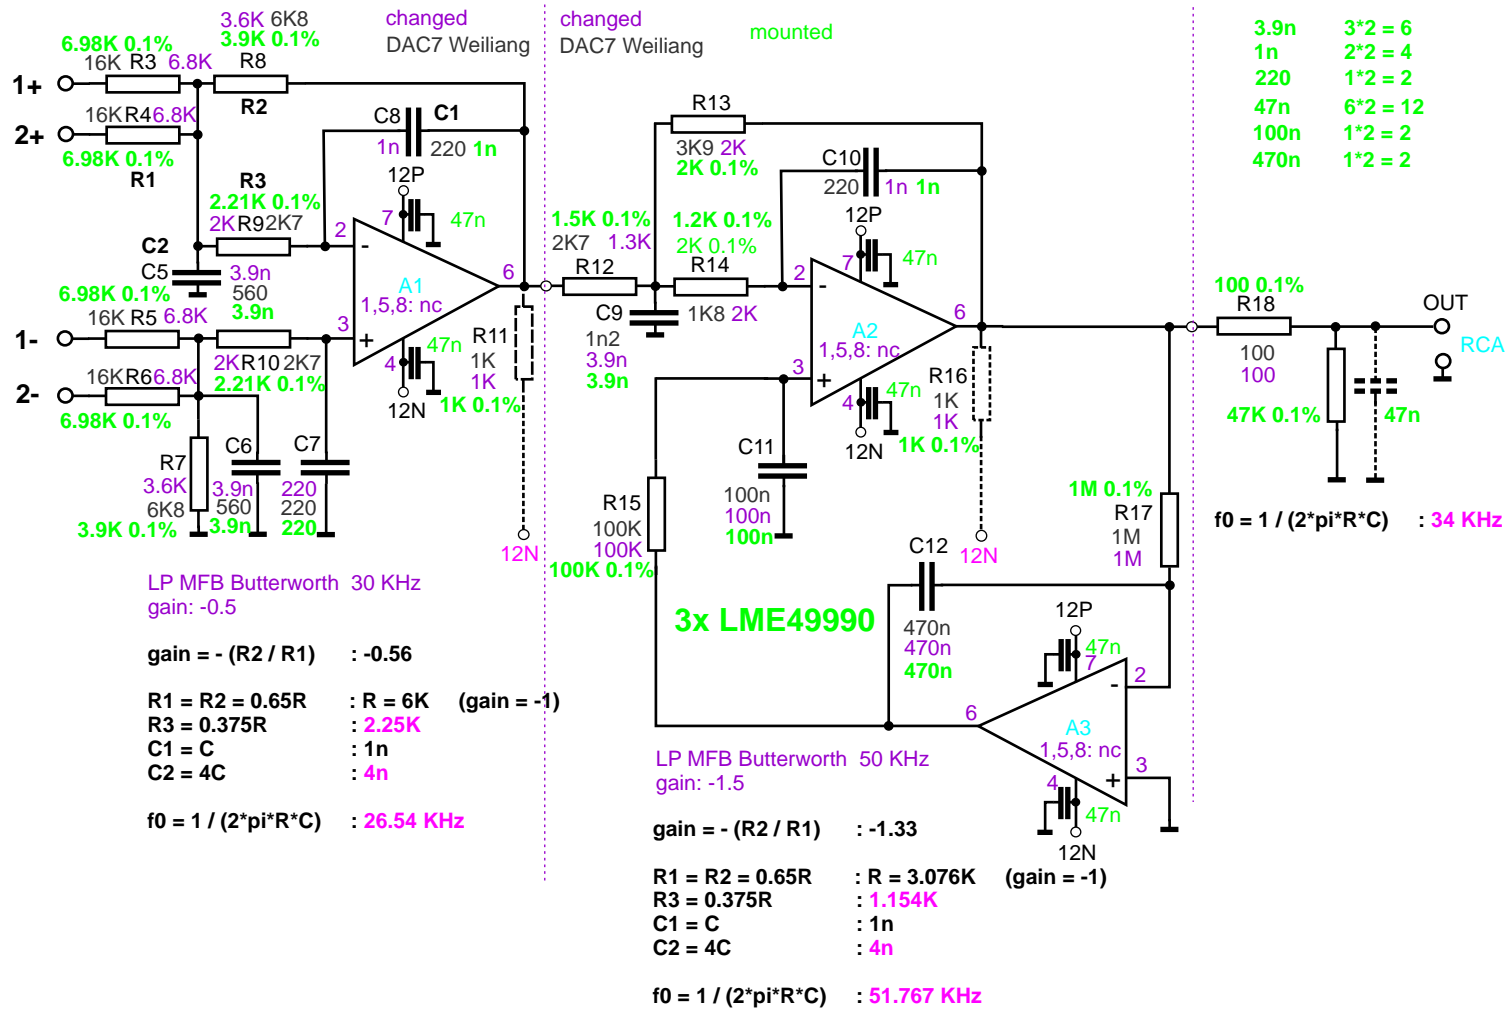 3.6K 6K8
changed
changed
3.9n 3*2 = 6
6.98K 0.1%
3.9K 0.1%
DAC7 Weiliang
DAC7 Weiliang
mounted
1n 2*2 = 4
16K R3 6.8K
R8
220 1*2 = 2
1+
R2
47n 6*2 = 12
16K R4 6.8K
C8 C1
R13
100n 1*2 = 2
2+
1n 220 1n
3K9 2K
C10
470n 1*2 = 2
6.98K 0.1%
2K 0.1%
R1
R3
12P
220 1n 1n
2.21K 0.1%
7
47n
1.5K 0.1%
1.2K 0.1%
12P
2K R9 2K7
2
-
2K7 1.3K
2K 0.1%
7
47n
C2
C5
3.9n
A1
6
R12
R14
2
-
100 0.1%
6.98K 0.1%
560
1,5,8: nc
R18
OUT
16K R5 6.8K
3.9n
3
+
C9
1K8 2K
6
1-
R11
1n2
A2
RCA
2K R10 2K7
47n
1K
3.9n
1,5,8: nc
100
16K R6 6.8K
2.21K 0.1%
4
1K
3.9n
3
+
47n
R16
100
2-
12N
1K 0.1%
4
1K
6.98K 0.1%
12N
1K
47K 0.1%
47n
C6
C7
C11
1K 0.1%
R7
3.6K
3.9n
220
R15
100n
1M 0.1%
6K8
560
220
100K
100n
R17
3.9K 0.1%
3.9n
220
100K
100n
1M
f0 = 1 / (2*pi*R*C) : 34 KHz
12N
100K 0.1%
C12
12N
1M
LP MFB Butterworth 30 KHz
gain: -0.5
3x LME49990
470n
470n
470n
12P
47n
7
2
-
gain = - (R2 / R1) : -0.56
R1 = R2 = 0.65R : R = 6K (gain = -1)
R3 = 0.375R : 2.25K
C1 = C : 1n
C2 = 4C : 4n
f0 = 1 / (2*pi*R*C) : 26.54 KHz
6
A3
1,5,8: nc
3
+
4
47n
12N
LP MFB Butterworth 50 KHz
gain: -1.5
gain = - (R2 / R1) : -1.33
R1 = R2 = 0.65R : R = 3.076K (gain = -1)
R3 = 0.375R : 1.154K
C1 = C : 1n
C2 = 4C : 4n
f0 = 1 / (2*pi*R*C) : 51.767 KHz